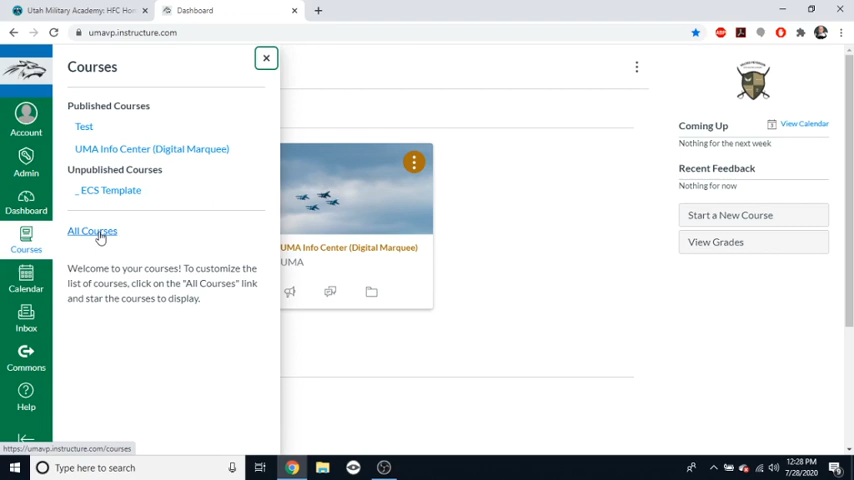 Utah Military Academy: HFC Hor
Dashboard
umavp.instructure.com
ABP
Courses
Published Courses
Test
UMA Info Center (Digital Marquee)
Unpublished Courses
_ ECS Template
All Courses
Welcome to your courses! To customize the
list of courses, click on the "All Courses" link
and star the courses to display.
Account
Admin
Dashboard
Courses
Calendar
Inbox
Commons
Help
UMA Info Center (Digital Marquee)
UMA
Coming Up
View Calendar
Nothing for the next week
Recent Feedback
Nothing for now
Start a New Course
View Grades
https://umavp.instructure.com/courses
Type here to search
12:28 PM
7/28/2020